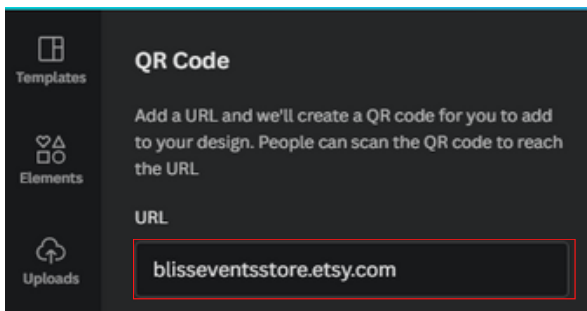 Templates
Elements
Uploads
QR Code
Add a URL and we'll create a QR code for you to add
to your design. People can scan the QR code to reach
the URL
URL
blisseventsstore.etsy.com